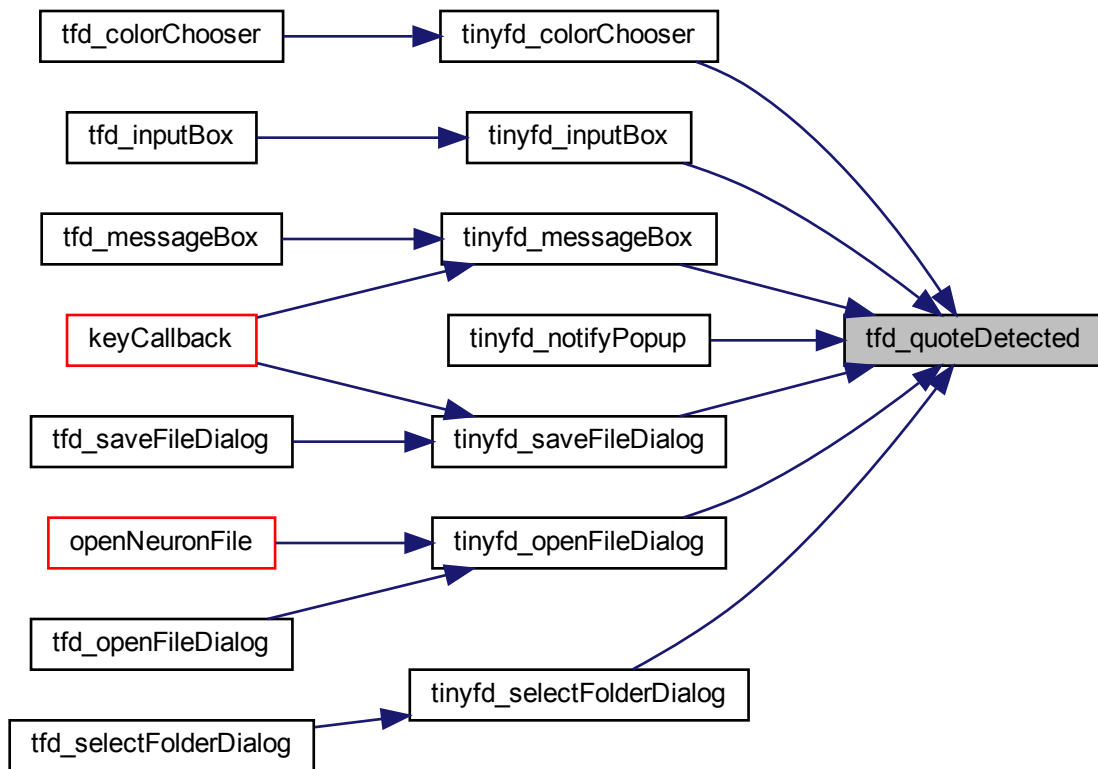 tfd_colorChooser
tinyfd_colorChooser
tfd_inputBox
tinyfd_inputBox
tfd_messageBox
tinyfd_messageBox
keyCallback
tinyfd_notifyPopup
tfd_quoteDetected
tfd_saveFileDialog
tinyfd_saveFileDialog
openNeuronFile
tinyfd_openFileDialog
tfd_openFileDialog
tinyfd_selectFolderDialog
tfd_selectFolderDialog